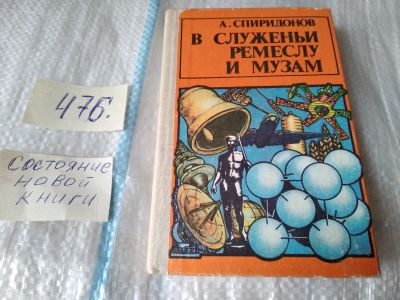 А. СПИРИДОНОВ
В СЛУЖЕНЬИ
РЕМЕСЛУ
И МУЗАМ
476.
СОСТОЯНИЕ
НОВОЙ
КНИГИ